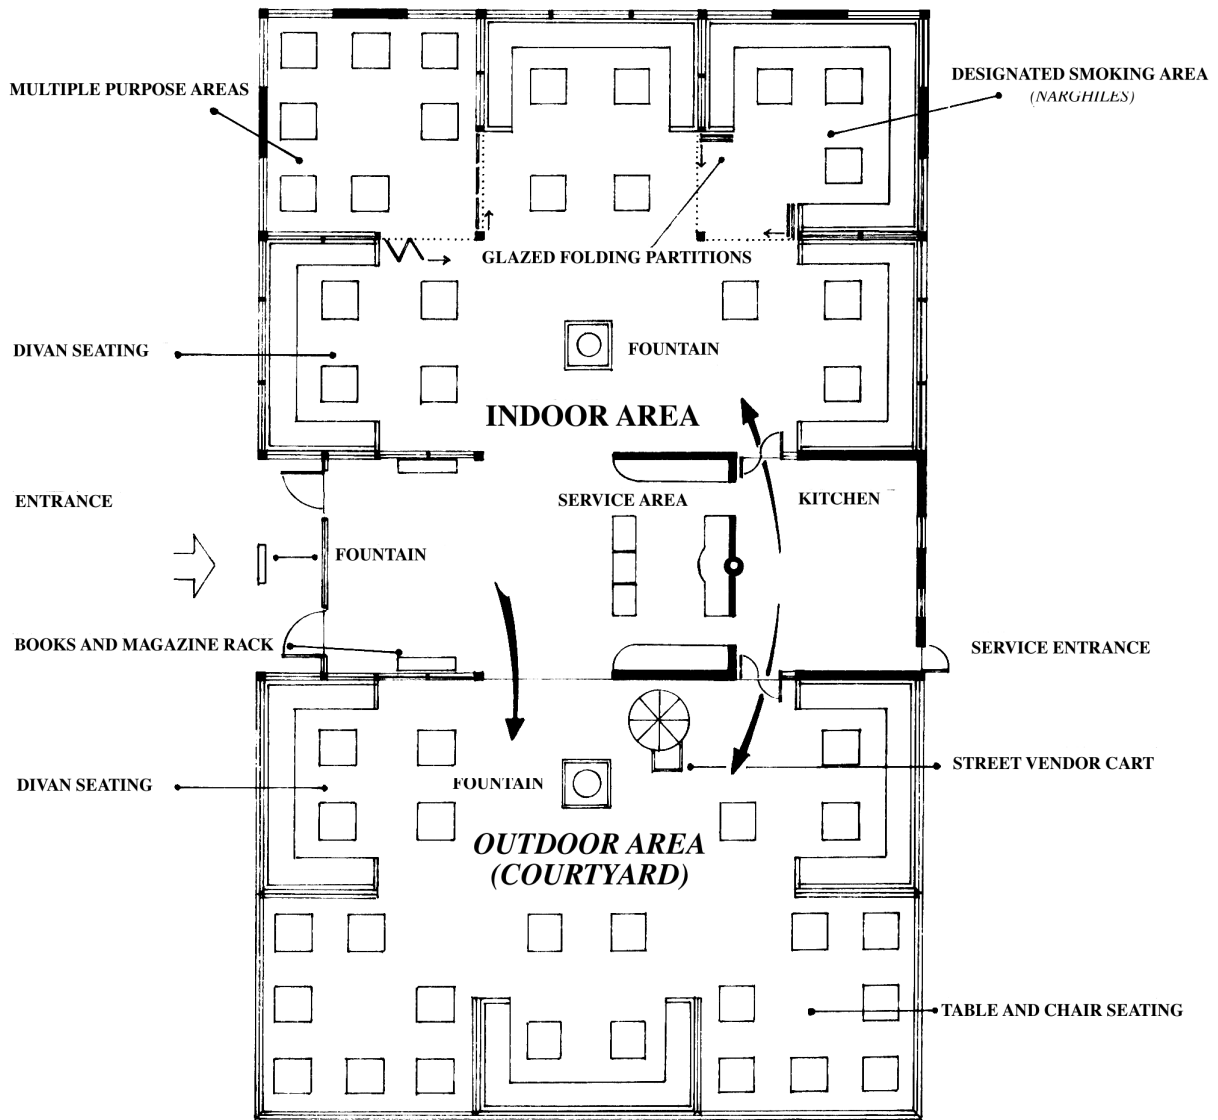 MULTIPLE PURPOSE AREAS
DESIGNATED SMOKING AREA
(NARGHILES)
GLAZED FOLDING PARTITIONS
DIVAN SEATING
FOUNTAIN
INDOOR AREA
ENTRANCE
SERVICE AREA
KITCHEN
FOUNTAIN
BOOKS AND MAGAZINE RACK
SERVICE ENTRANCE
STREET VENDOR CART
DIVAN SEATING
FOUNTAIN
OUTDOOR AREA
(COURTYARD)
TABLE AND CHAIR SEATING